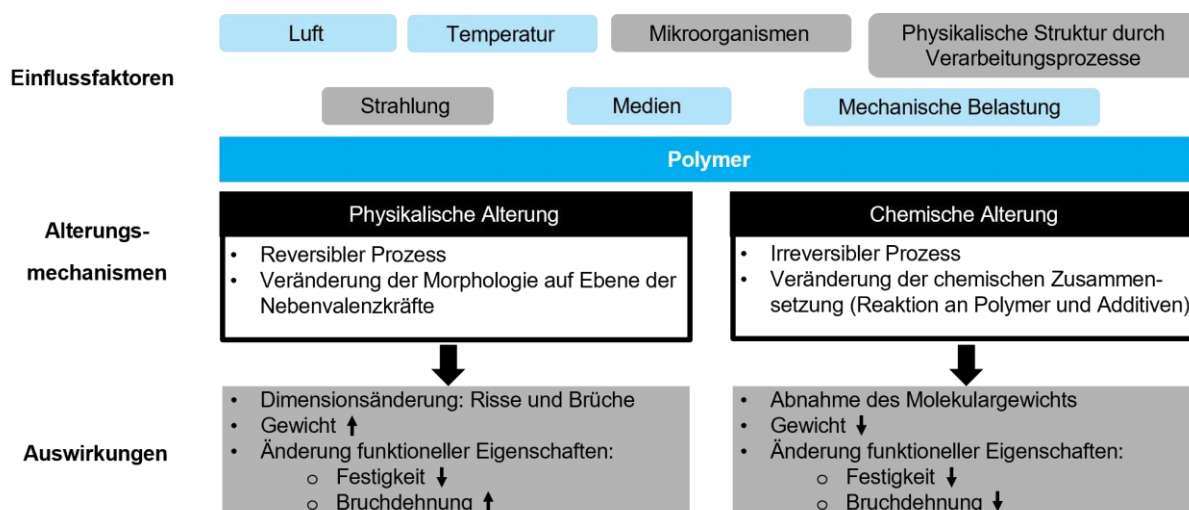 Luft
Temperatur
Mikroorganismen
Physikalische Struktur durch
Verarbeitungsprozesse
Einflussfaktoren
Strahlung
Medien
Mechanische Belastung
Polymer
Alterungs-
mechanismen
Physikalische Alterung
• Reversibler Prozess
• Veränderung der Morphologie auf Ebene der
Nebenvalenzkräfte
Chemische Alterung
• Irreversibler Prozess
• Veränderung der chemischen Zusammen-
setzung (Reaktion an Polymer und Additiven)
Auswirkungen
• Dimensionsänderung: Risse und Brüche
• Gewicht ↑
• Änderung funktioneller Eigenschaften:
o Festigkeit ↓
o Bruchdehnung ↑
• Abnahme des Molekulargewichts
• Gewicht ↓
• Änderung funktioneller Eigenschaften:
o Festigkeit ↓
o Bruchdehnung ↓